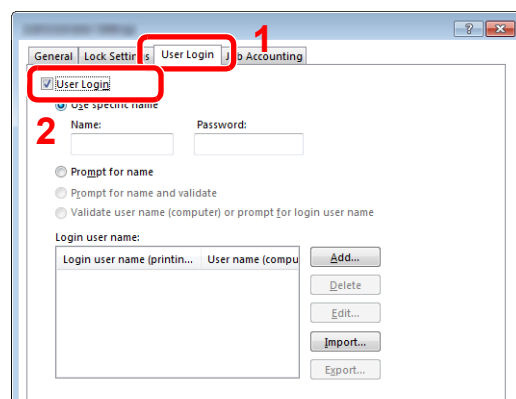 1
General Lock Settings User Login Job Accounting
User Login
2
Use specific name
Name: Password:
Prompt for name
Prompt for name and validate
Validate user name (computer) or prompt for login user name
Login user name:
Login user name (printin... User name (compu
Add...
Delete
Edit...
Import...
Export...